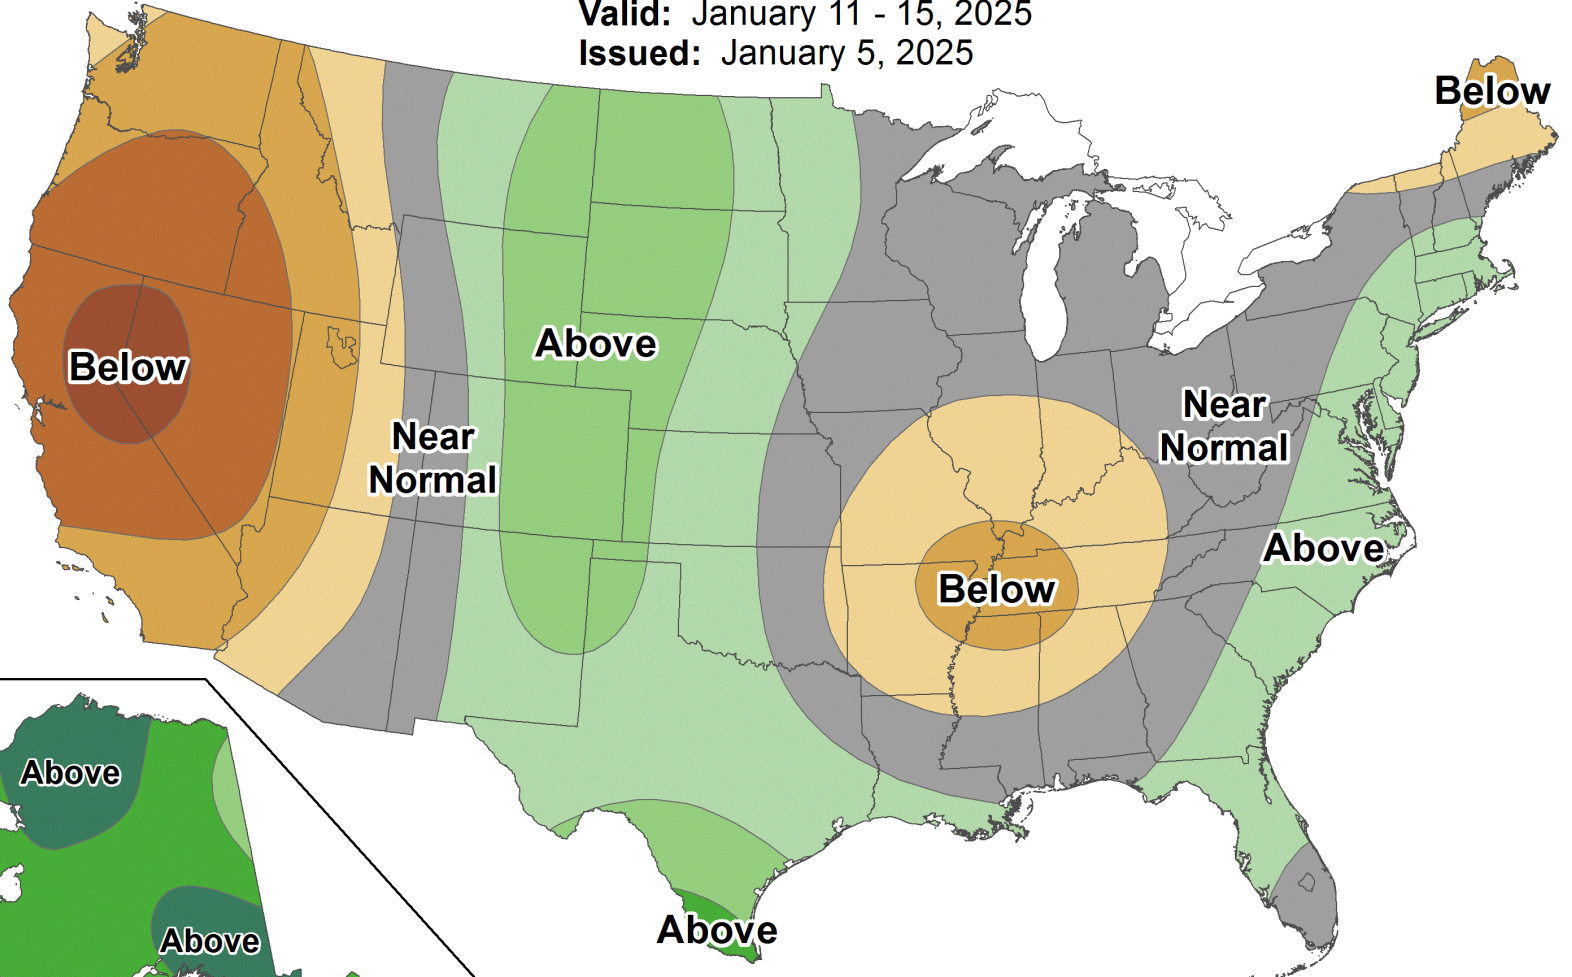 Valid: January 11 - 15, 2025
Issued: January 5, 2025
Below
Below
Above
Near
Normal
Near
Normal
Above
Below
Above
Above
Above